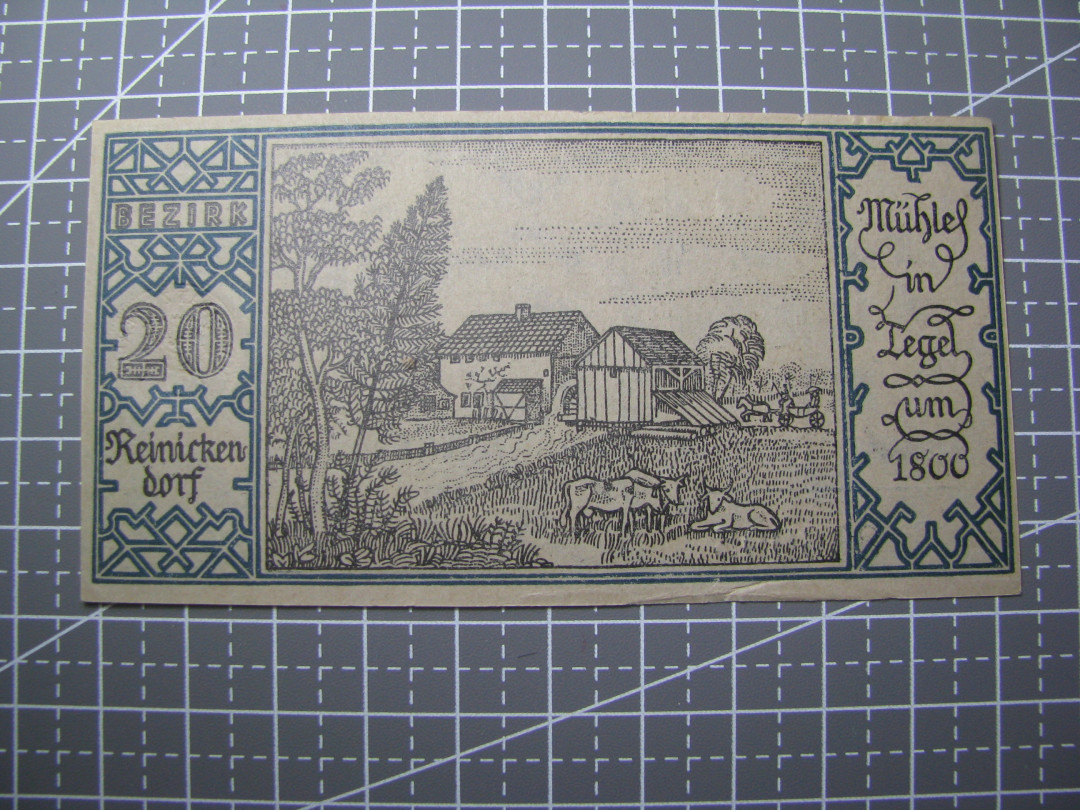 BEZIRK
20
Reinicken-
dorf
Mühle
in
Tegel
um
1800